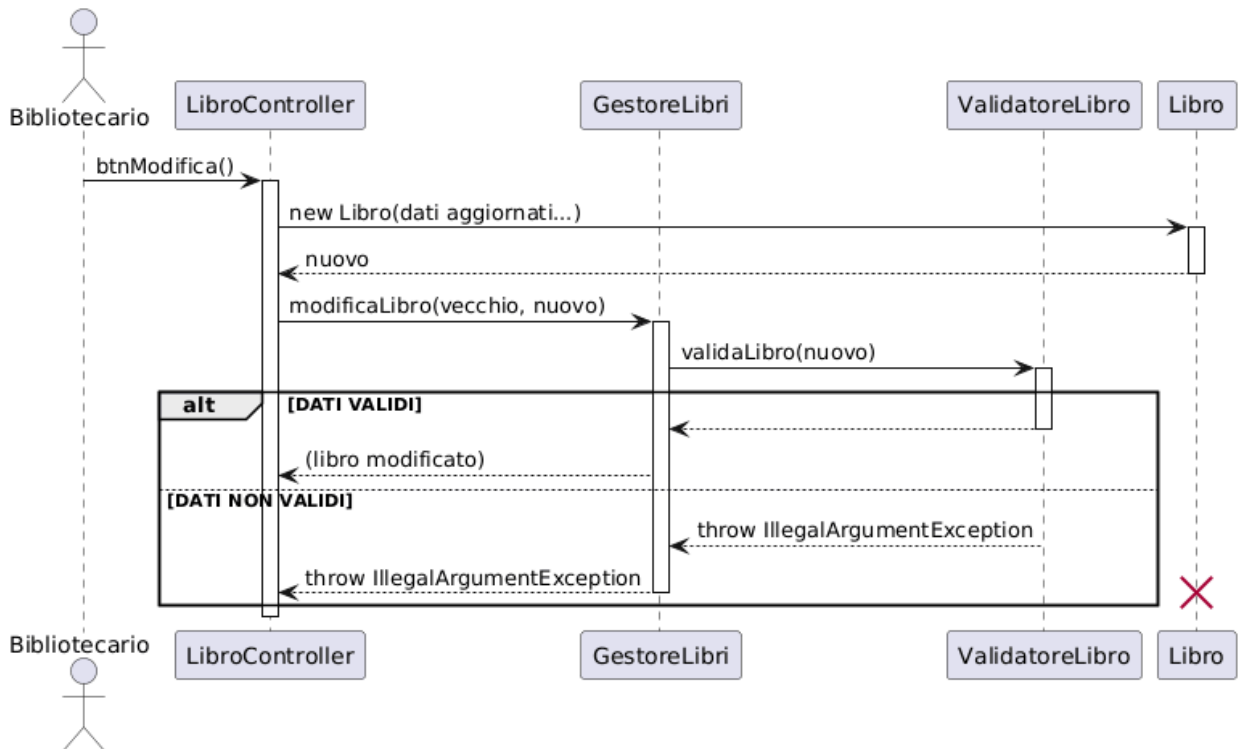 Bibliotecario
LibroController
GestoreLibri
ValidatoreLibro
Libro
btnModifica()
new Libro(dati aggiornati...)
nuovo
modificaLibro(vecchio, nuovo)
validaLibro(nuovo)
alt
[DATI VALIDI]
(libro modificato)
[DATI NON VALIDI]
throw IllegalArgumentException
throw IllegalArgumentException
Bibliotecario
LibroController
GestoreLibri
ValidatoreLibro
Libro